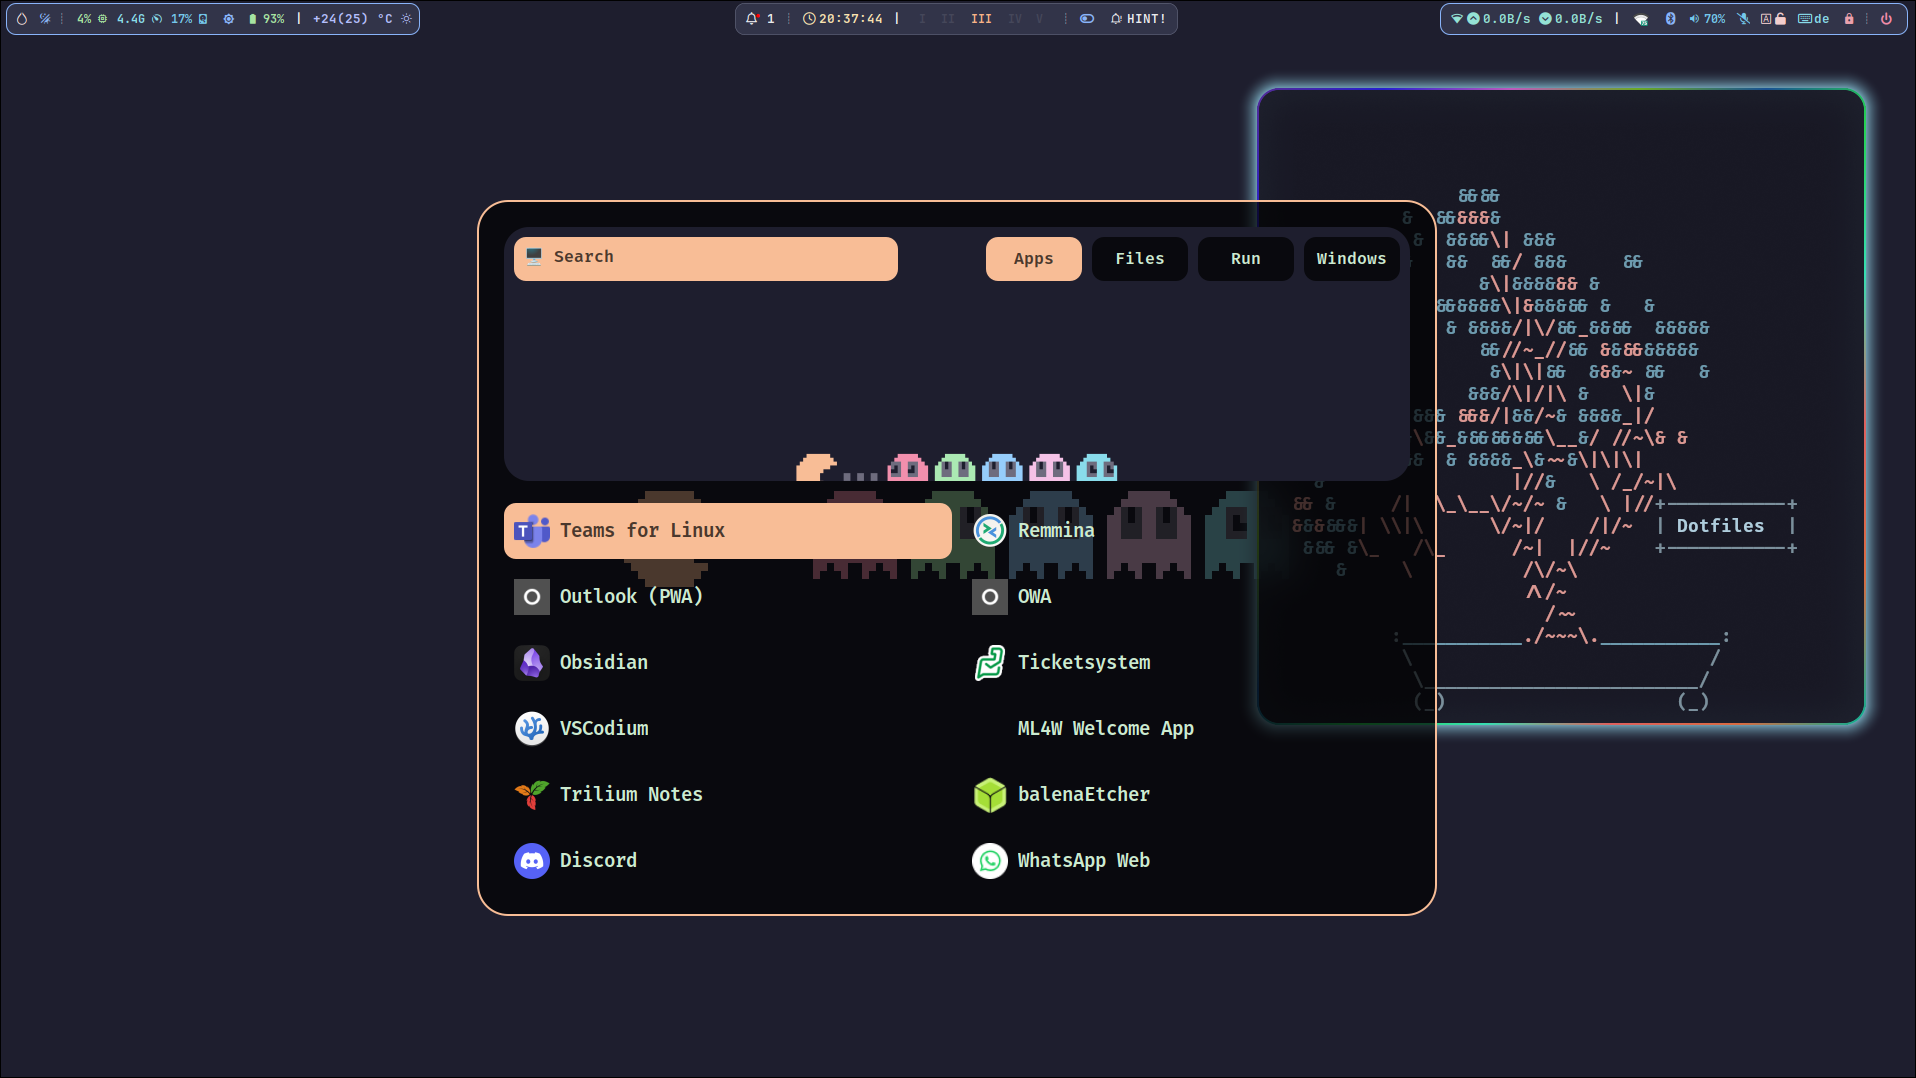 4% 4.4G 17% 93% | +24(25) °C
1 20:37:44 | I II III IV V HINT!
0.0B/s 0.0B/s | 70% A de
Search
Apps Files Run Windows
Teams for Linux
Remmina
Outlook (PWA)
OWA
Obsidian
Ticketsystem
VSCodium
ML4W Welcome App
Trilium Notes
balenaEtcher
Discord
WhatsApp Web
Dotfiles